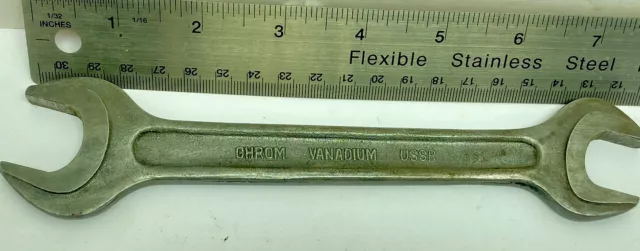 1/32
INCHES
1 1/16 2 3 4 5 6 7
Flexible Stainless Steel
30 29 28 27 26 25 24 23 22 21 20 19 18 17 16 15 14 13 12
CHROM VANADIUM USSR